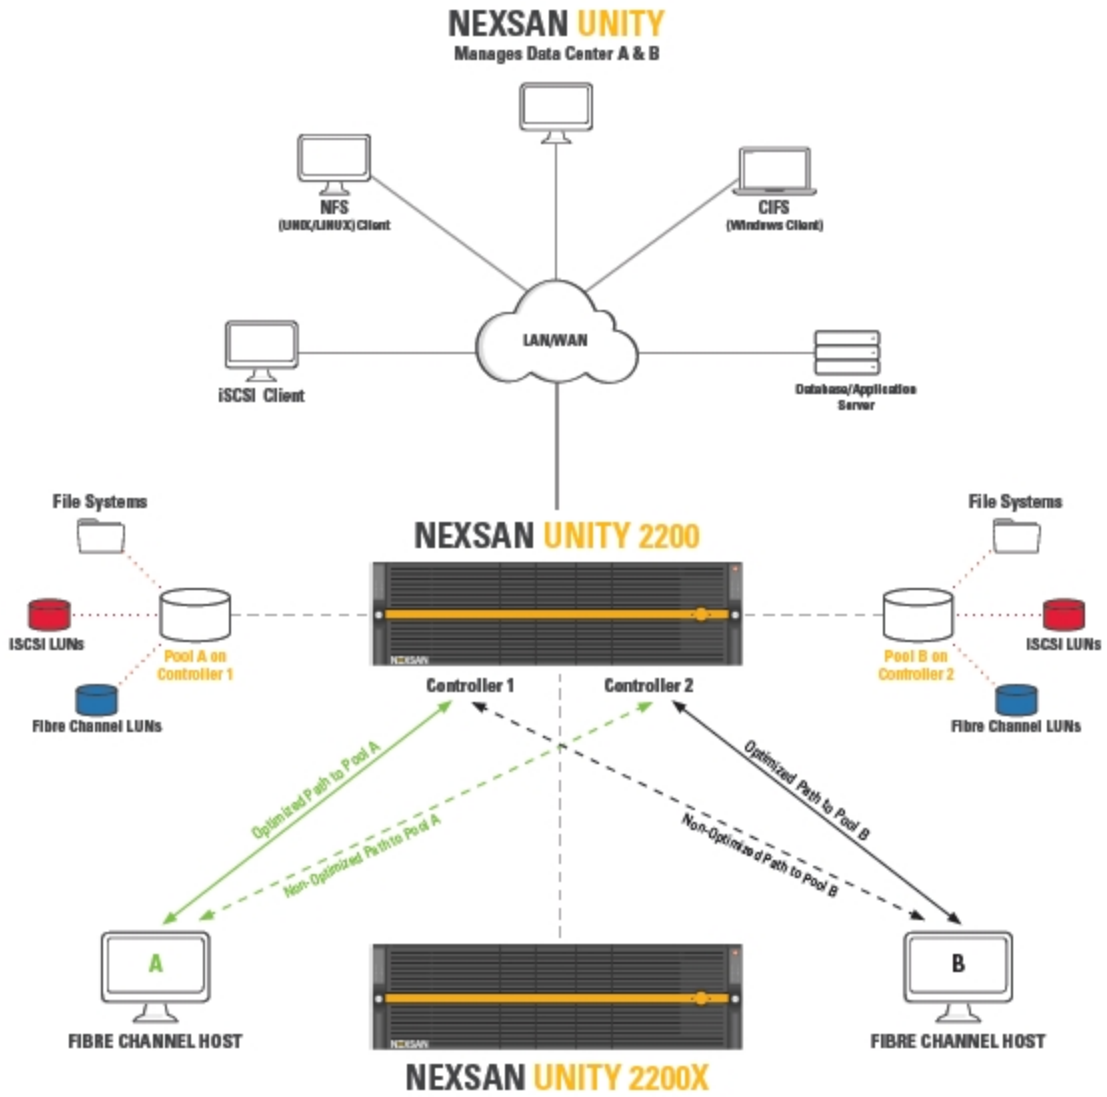 NEXSAN UNITY
Manages Data Center A & B
NFS
(UNIX/LINUX) Client
CIFS
(Windows Client)
LAN/WAN
iSCSI Client
Database/Application
Server
File Systems
File Systems
NEXSAN UNITY 2200
iSCSI LUNs
Pool A on
Controller 1
NEXSAN
Pool B on
Controller 2
iSCSI LUNs
Fibre Channel LUNs
Controller 1
Controller 2
Fibre Channel LUNs
Optimized Path to Pool A
Non-Optimized Path to Pool A
Optimized Path to Pool B
Non-Optimized Path to Pool B
A
B
FIBRE CHANNEL HOST
NEXSAN
FIBRE CHANNEL HOST
NEXSAN UNITY 2200X